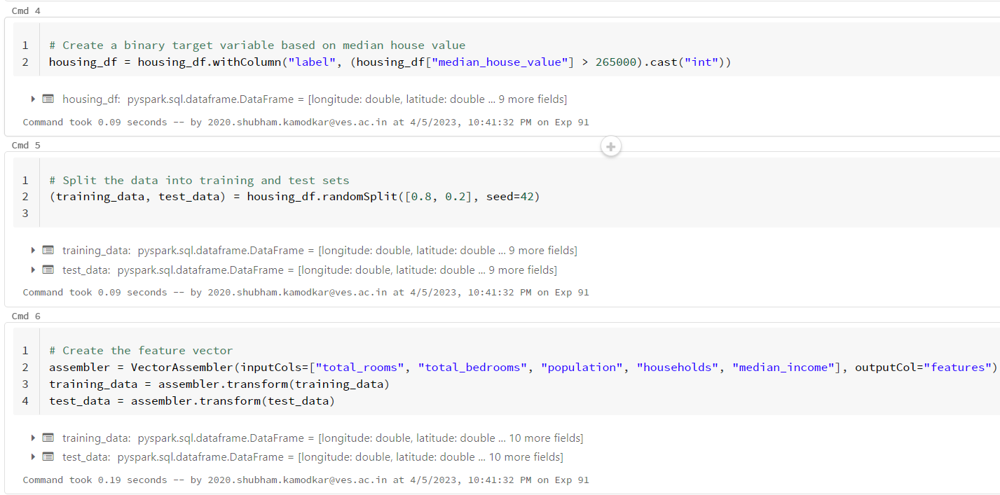 Cmd 4
1 # Create a binary target variable based on median house value
2 housing_df = housing_df.withColumn("label", (housing_df["median_house_value"] > 265000).cast("int"))
housing_df: pyspark.sql.dataframe.DataFrame = [longitude: double, latitude: double ... 9 more fields]
Command took 0.09 seconds -- by 2020.shubham.kamodkar@ves.ac.in at 4/5/2023, 10:41:32 PM on Exp 91
Cmd 5
1 # Split the data into training and test sets
2 (training_data, test_data) = housing_df.randomSplit([0.8, 0.2], seed=42)
3
training_data: pyspark.sql.dataframe.DataFrame = [longitude: double, latitude: double ... 9 more fields]
test_data: pyspark.sql.dataframe.DataFrame = [longitude: double, latitude: double ... 9 more fields]
Command took 0.09 seconds -- by 2020.shubham.kamodkar@ves.ac.in at 4/5/2023, 10:41:32 PM on Exp 91
Cmd 6
1 # Create the feature vector
2 assembler = VectorAssembler(inputCols=["total_rooms", "total_bedrooms", "population", "households", "median_income"], outputCol="features")
3 training_data = assembler.transform(training_data)
4 test_data = assembler.transform(test_data)
training_data: pyspark.sql.dataframe.DataFrame = [longitude: double, latitude: double ... 10 more fields]
test_data: pyspark.sql.dataframe.DataFrame = [longitude: double, latitude: double ... 10 more fields]
Command took 0.19 seconds -- by 2020.shubham.kamodkar@ves.ac.in at 4/5/2023, 10:41:32 PM on Exp 91